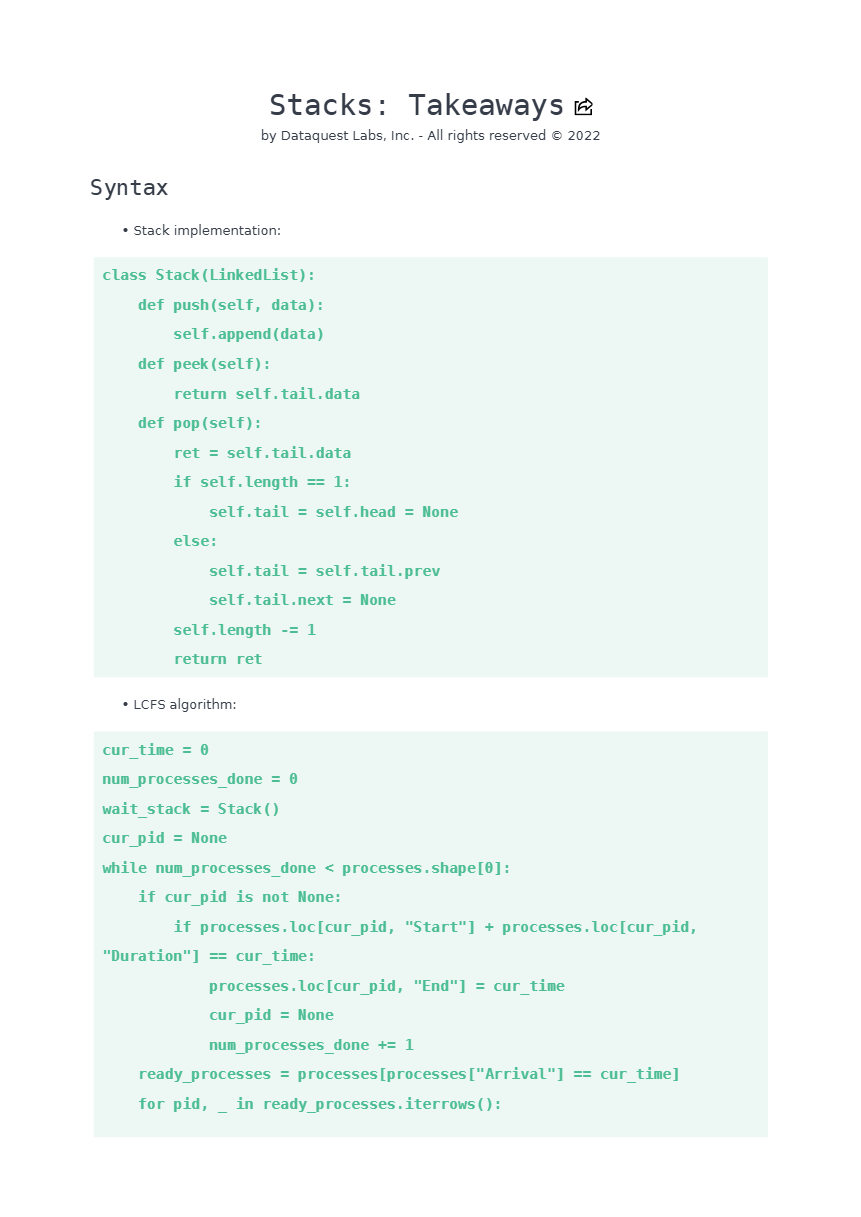 Stacks: Takeaways
by Dataquest Labs, Inc. - All rights reserved © 2022
Syntax
• Stack implementation:
class Stack(LinkedList):
    def push(self, data):
        self.append(data)
    def peek(self):
        return self.tail.data
    def pop(self):
        ret = self.tail.data
        if self.length == 1:
            self.tail = self.head = None
        else:
            self.tail = self.tail.prev
            self.tail.next = None
        self.length -= 1
        return ret
• LCFS algorithm:
cur_time = 0
num_processes_done = 0
wait_stack = Stack()
cur_pid = None
while num_processes_done < processes.shape[0]:
    if cur_pid is not None:
        if processes.loc[cur_pid, "Start"] + processes.loc[cur_pid,
"Duration"] == cur_time:
            processes.loc[cur_pid, "End"] = cur_time
            cur_pid = None
            num_processes_done += 1
    ready_processes = processes[processes["Arrival"] == cur_time]
    for pid, _ in ready_processes.iterrows():